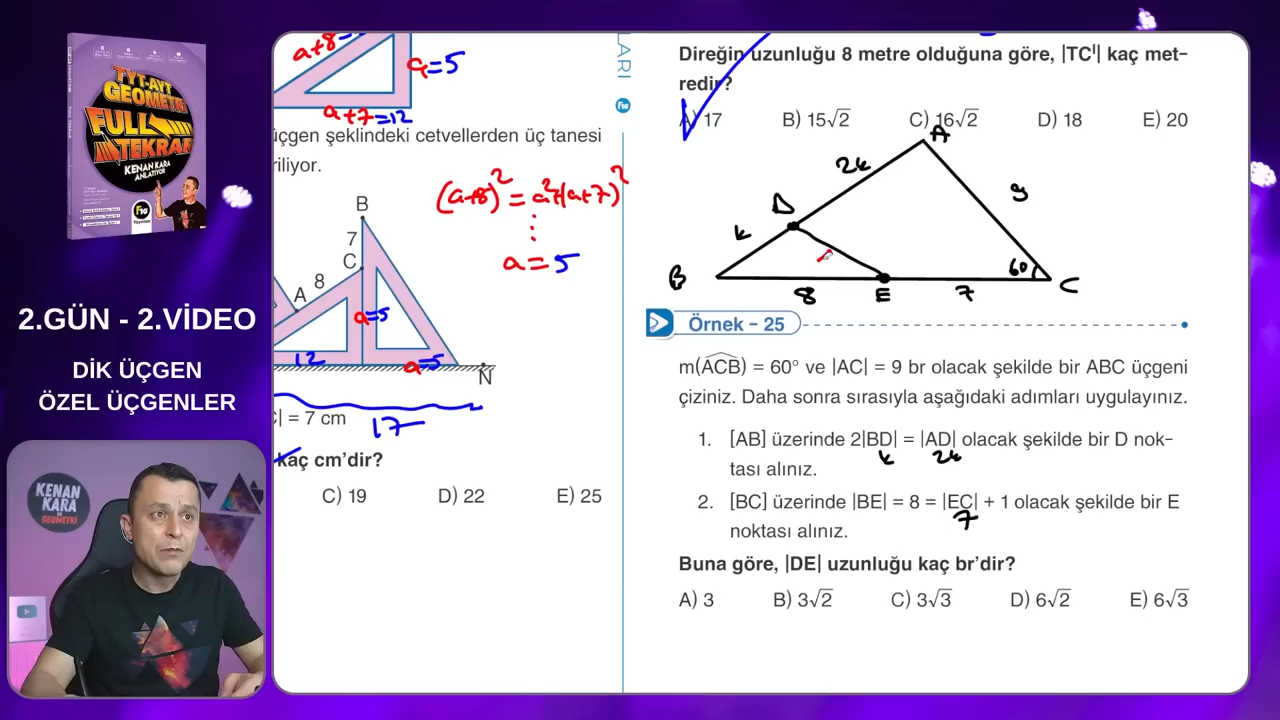 TYT-AYT
GEOMETRİ
FULL
TEKRAR
KENAN KARA
ANLATIYOR
F10
2.GÜN - 2.VİDEO
DİK ÜÇGEN
ÖZEL ÜÇGENLER
KENAN
KARA
GEOMETRİ
a+8=
a=5
a+7=12
üçgen şeklindeki cetvellerden üç tanesi
riliyor.
(a+8)² = a²+(a+7)²
a = 5
B
7
C
8
A
a=5
12
a=5
N
C| = 7 cm
17
kaç cm'dir?
C) 19 D) 22 E) 25
LARI
F10
Direğin uzunluğu 8 metre olduğuna göre, |TCᴵ| kaç met-
redir?
A) 17 B) 15√2 C) 16√2 D) 18 E) 20
A
2k
9
D
k
60
B
8
E
7
C
Örnek – 25
m(ACB) = 60° ve |AC| = 9 br olacak şekilde bir ABC üçgeni
çiziniz. Daha sonra sırasıyla aşağıdaki adımları uygulayınız.
1. [AB] üzerinde 2|BD| = |AD| olacak şekilde bir D nok-
k 2k
tası alınız.
2. [BC] üzerinde |BE| = 8 = |EC| + 1 olacak şekilde bir E
7
noktası alınız.
Buna göre, |DE| uzunluğu kaç br'dir?
A) 3 B) 3√2 C) 3√3 D) 6√2 E) 6√3